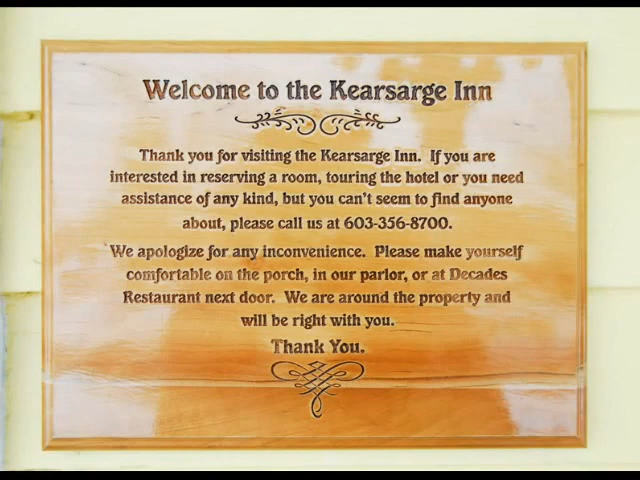 Welcome to the Kearsarge Inn
Thank you for visiting the Kearsarge Inn. If you are
interested in reserving a room, touring the hotel or you need
assistance of any kind, but you can't seem to find anyone
about, please call us at 603-356-8700.
We apologize for any inconvenience. Please make yourself
comfortable on the porch, in our parlor, or at Decades
Restaurant next door. We are around the property and
will be right with you.
Thank You.